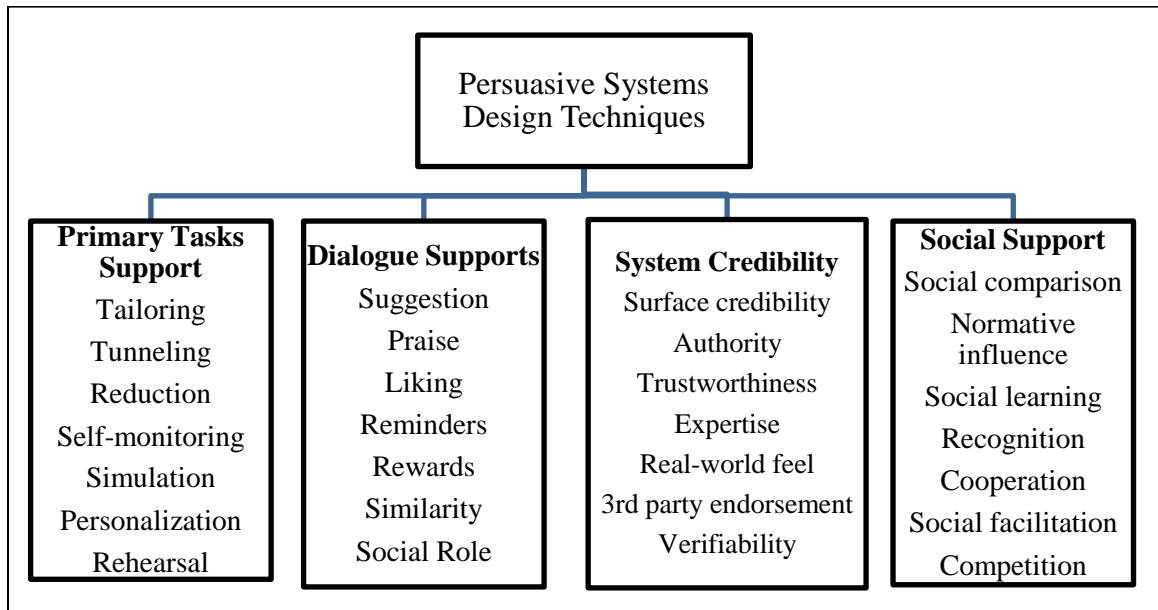 Persuasive Systems
Design Techniques
Primary Tasks
Support
Tailoring
Tunneling
Reduction
Self-monitoring
Simulation
Personalization
Rehearsal
Dialogue Supports
Suggestion
Praise
Liking
Reminders
Rewards
Similarity
Social Role
System Credibility
Surface credibility
Authority
Trustworthiness
Expertise
Real-world feel
3rd party endorsement
Verifiability
Social Support
Social comparison
Normative
influence
Social learning
Recognition
Cooperation
Social facilitation
Competition